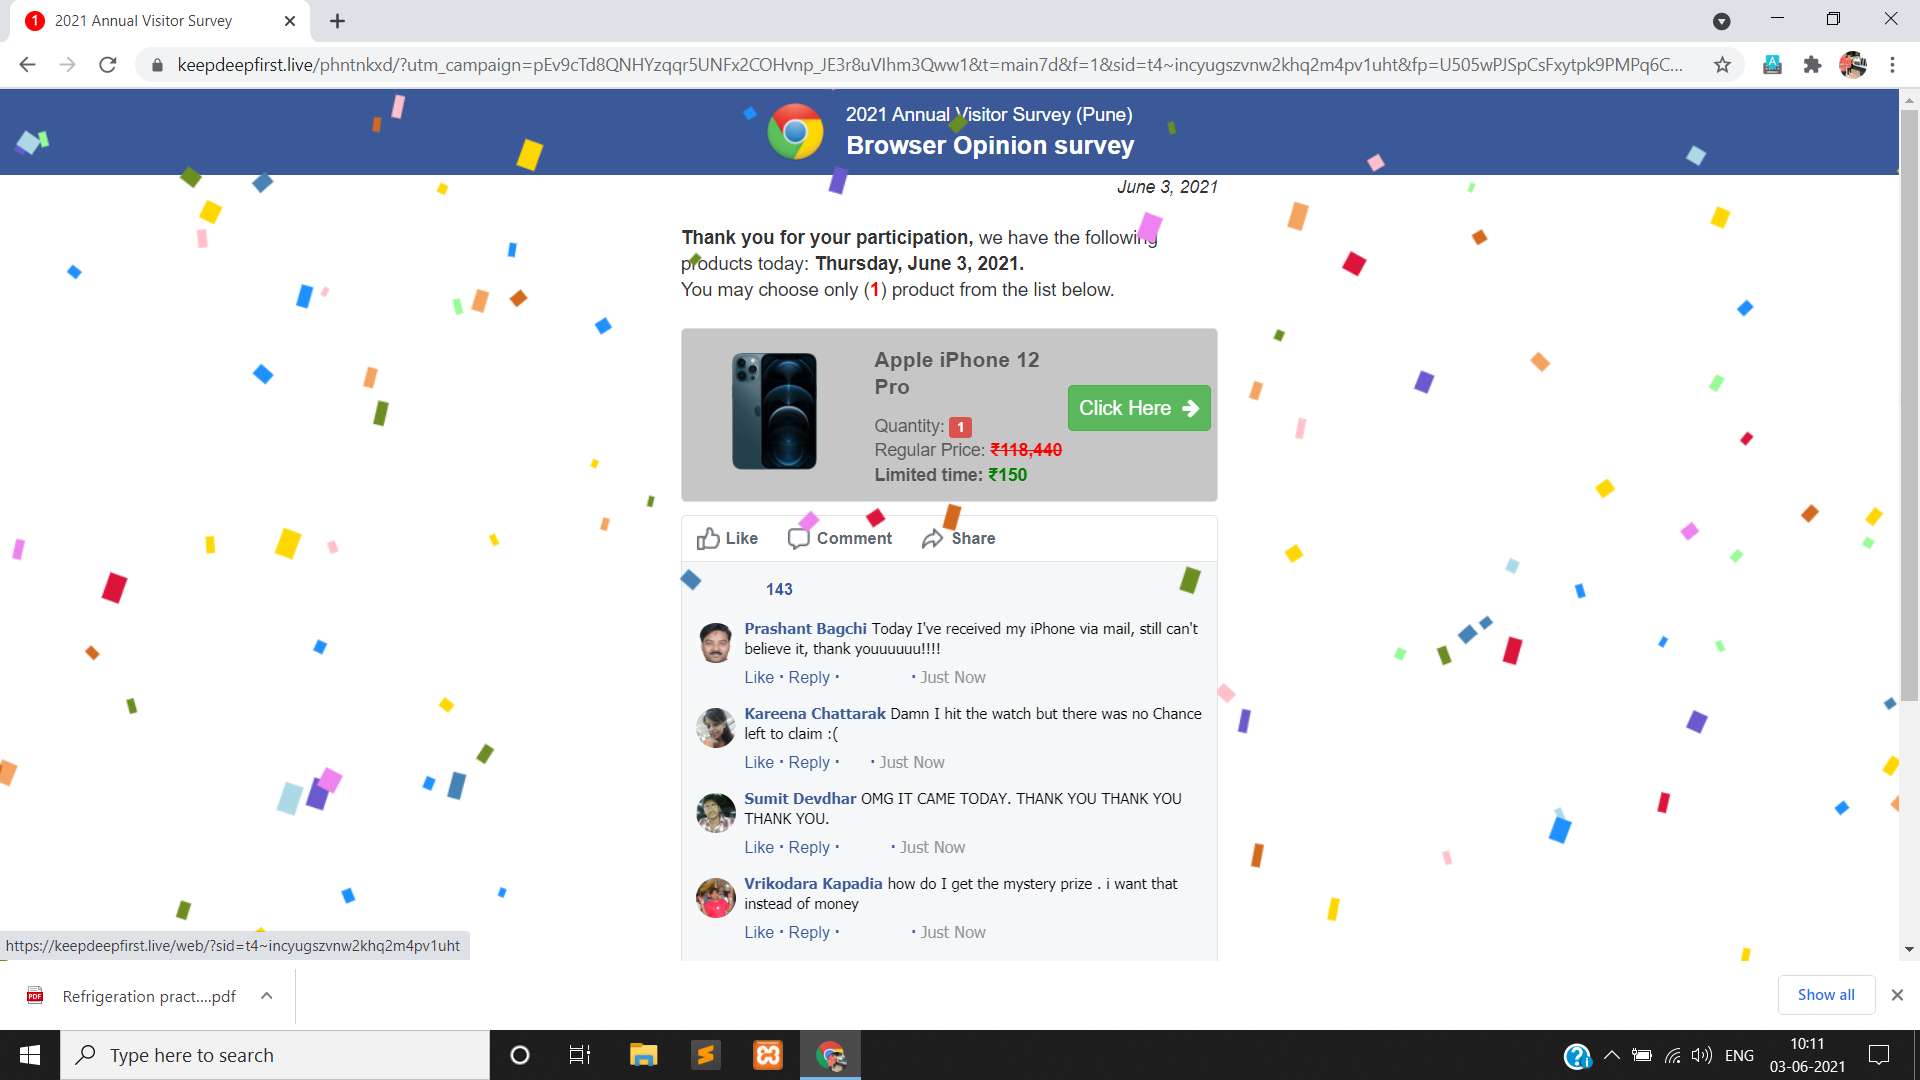 1 2021 Annual Visitor Survey
keepdeepfirst.live/phntnkxd/?utm_campaign=pEv9cTd8QNHYzqqr5UNFx2COHvnp_JE3r8uVlhm3Qww1&t=main7d&f=1&sid=t4~incyugszvnw2khq2m4pv1uht&fp=U505wPJSpCsFxytpk9PMPq6C...
2021 Annual Visitor Survey (Pune)
Browser Opinion survey
June 3, 2021
Thank you for your participation, we have the following
products today: Thursday, June 3, 2021.
You may choose only (1) product from the list below.
Apple iPhone 12
Pro
Click Here
Quantity: 1
Regular Price: ₹118,440
Limited time: ₹150
Like Comment Share
143
Prashant Bagchi Today I've received my iPhone via mail, still can't
believe it, thank youuuuuu!!!!
Like · Reply · · Just Now
Kareena Chattarak Damn I hit the watch but there was no Chance
left to claim :(
Like · Reply · · Just Now
Sumit Devdhar OMG IT CAME TODAY. THANK YOU THANK YOU
THANK YOU.
Like · Reply · · Just Now
Vrikodara Kapadia how do I get the mystery prize . i want that
instead of money
Like · Reply · · Just Now
https://keepdeepfirst.live/web/?sid=t4~incyugszvnw2khq2m4pv1uht
PDF Refrigeration pract....pdf
Show all
Type here to search
ENG
10:11
03-06-2021